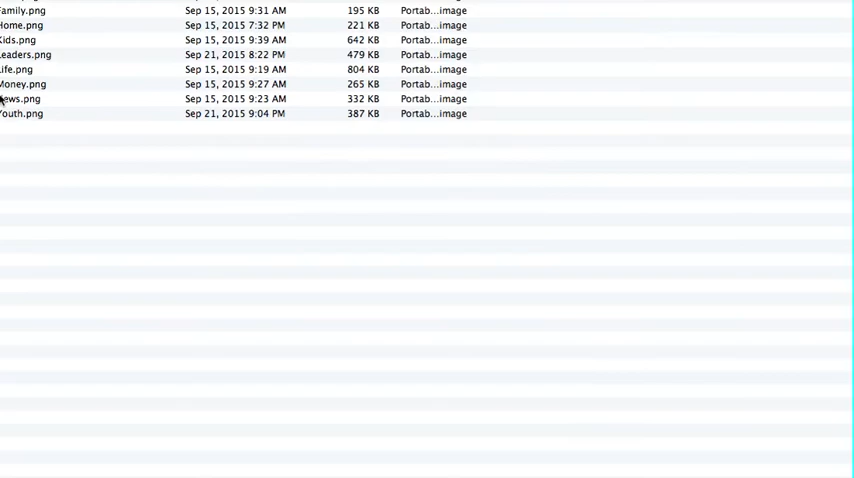 Family.png Sep 15, 2015 9:31 AM 195 KB Portab...image
Home.png Sep 15, 2015 7:32 PM 221 KB Portab...image
Kids.png Sep 15, 2015 9:39 AM 642 KB Portab...image
Leaders.png Sep 21, 2015 8:22 PM 479 KB Portab...image
Life.png Sep 15, 2015 9:19 AM 804 KB Portab...image
Money.png Sep 15, 2015 9:27 AM 265 KB Portab...image
ews.png Sep 15, 2015 9:23 AM 332 KB Portab...image
Youth.png Sep 21, 2015 9:04 PM 387 KB Portab...image